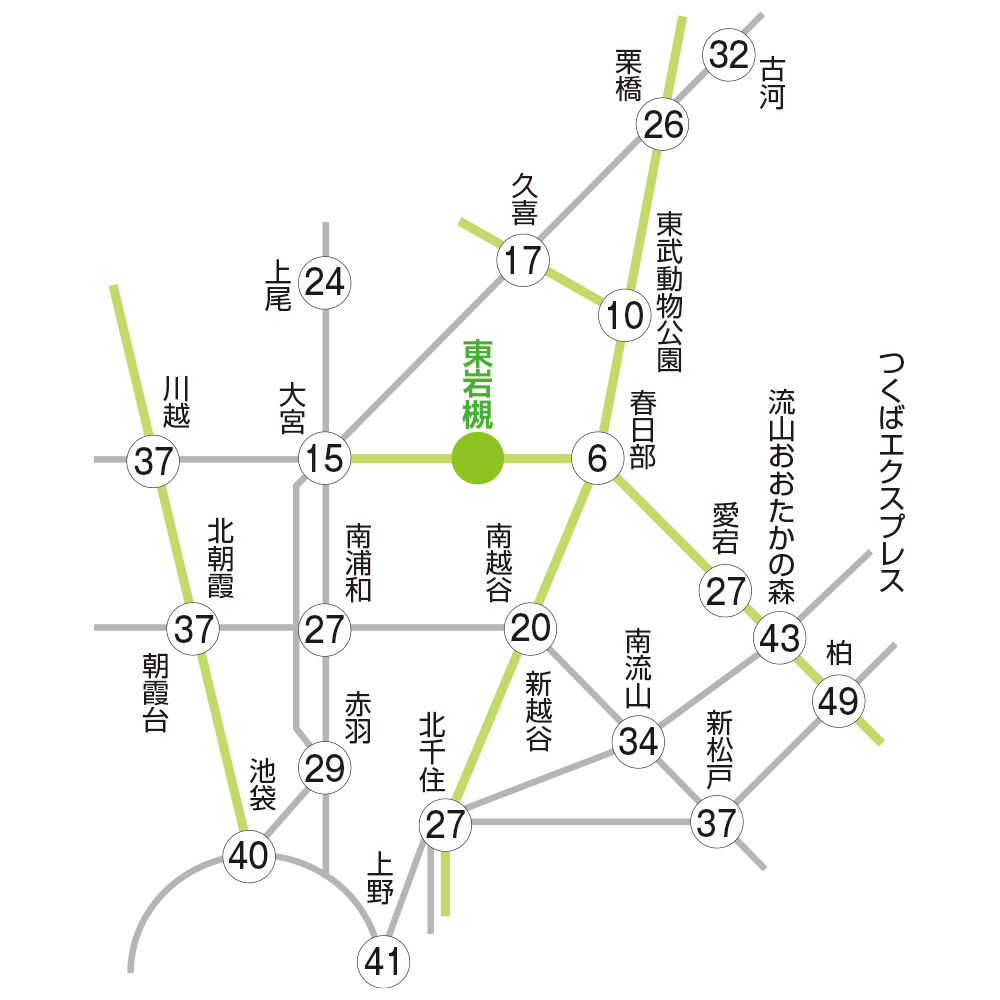 32
古河
栗橋
26
久喜
17
東武動物公園
10
上尾
24
川越
37
大宮
15
東岩槻
春日部
6
つくばエクスプレス
流山おおたかの森
43
愛宕
27
柏
49
北朝霞
37
朝霞台
南浦和
27
南越谷
20
新越谷
南流山
34
新松戸
37
赤羽
29
北千住
27
池袋
40
上野
41